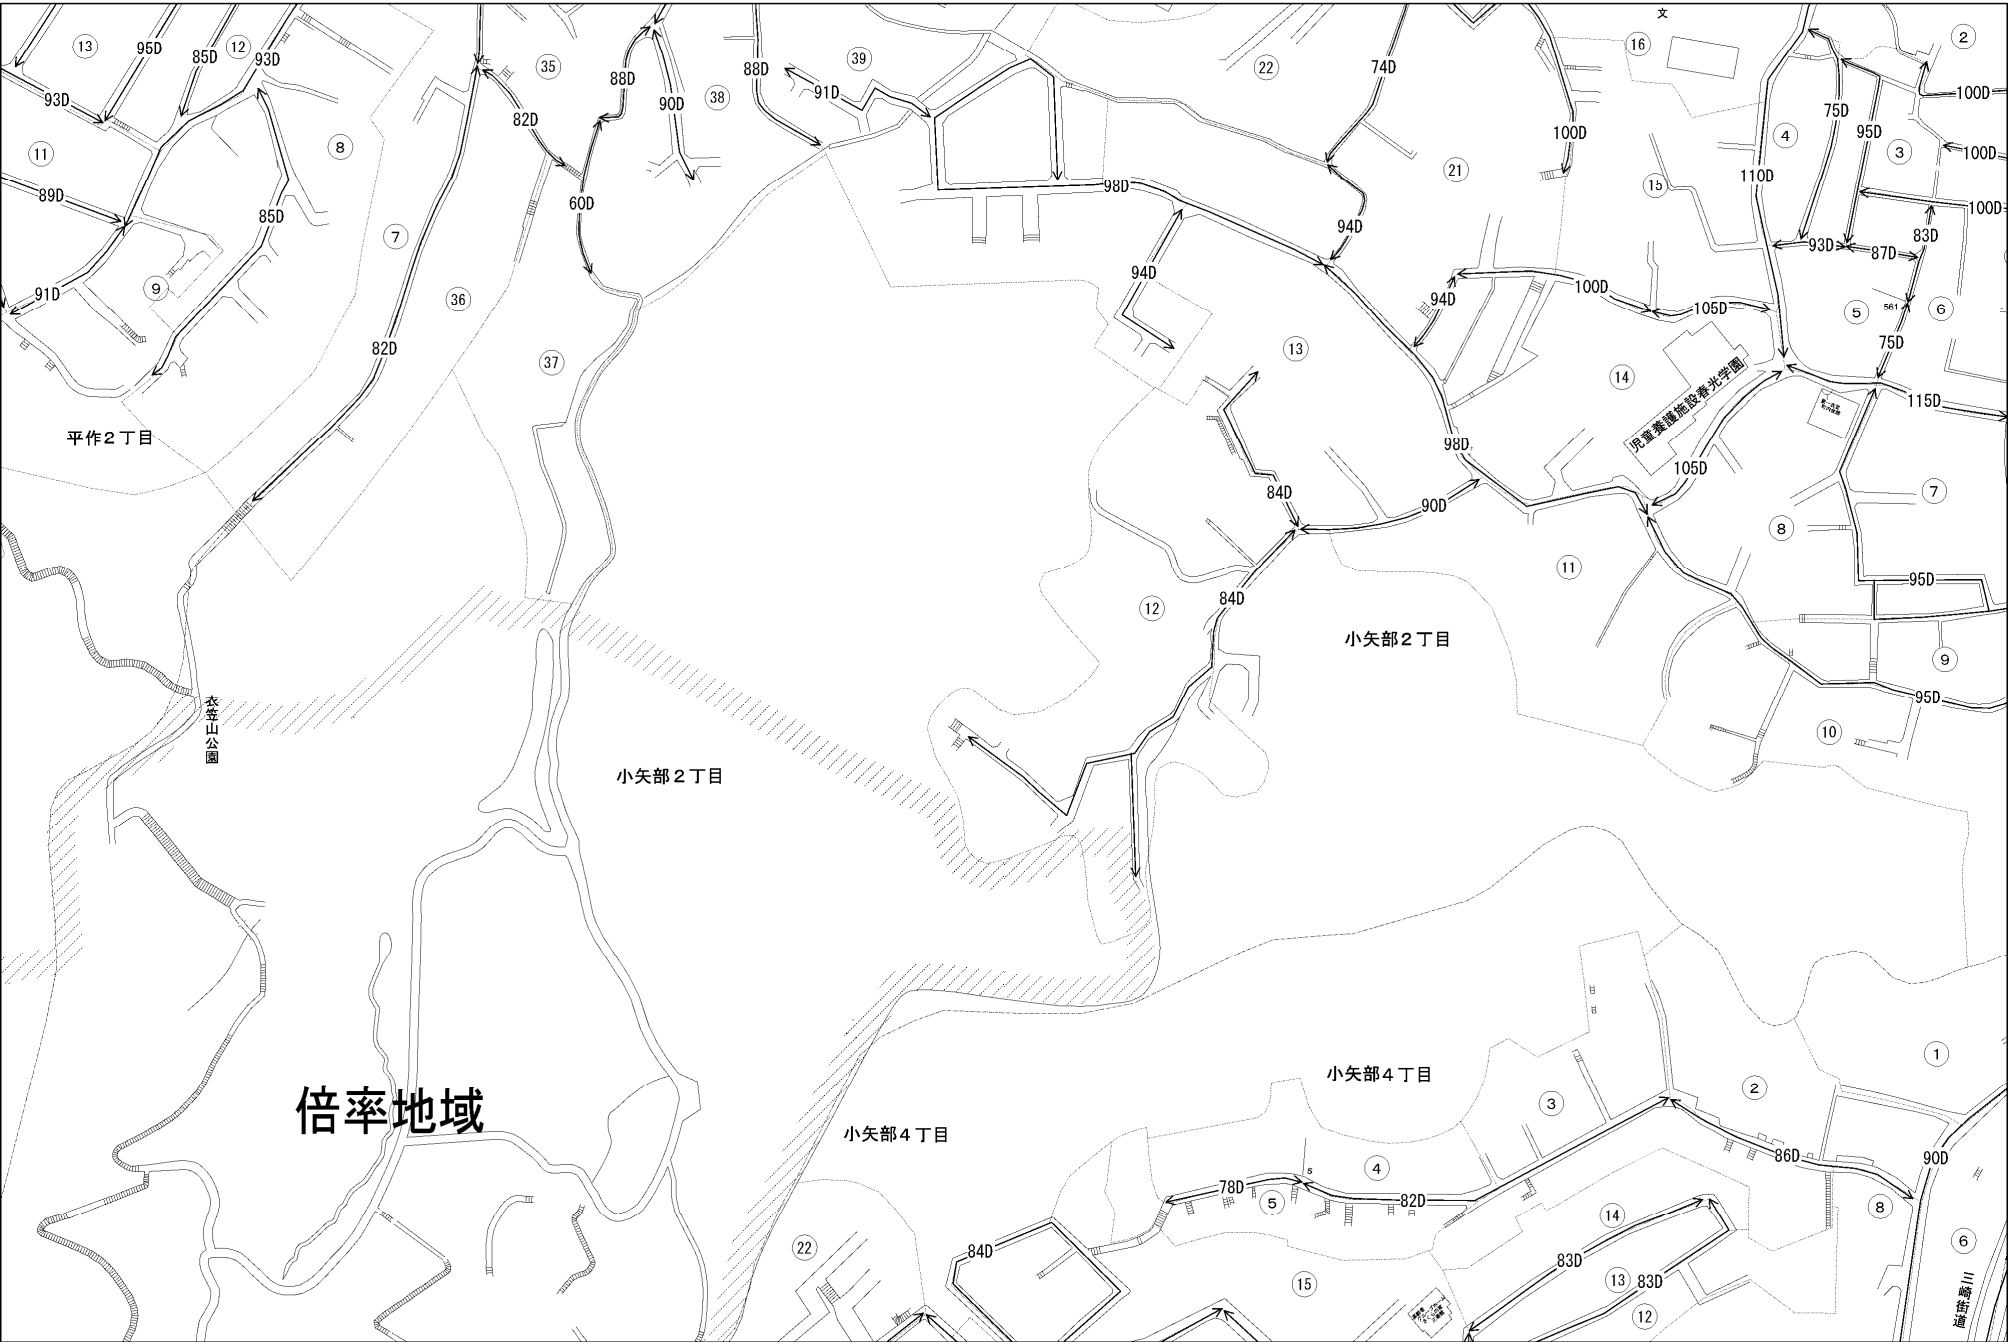 文
13
95D
85D
12
93D
93D
11
8
89D
85D
91D
9
平作２丁目
7
82D
35
82D
88D
90D
38
88D
60D
36
37
39
91D
98D
22
74D
94D
94D
21
100D
94D
100D
105D
13
98D
84D
90D
84D
12
小矢部２丁目
11
16
4
75D
2
100D
95D
3
100D
110D
15
100D
93D
87D
83D
5
561
6
75D
14
児童養護施設春光学園
115D
105D
7
8
95D
9
95D
10
衣笠山公園
小矢部２丁目
倍率地域
小矢部４丁目
小矢部４丁目
1
2
3
4
5
78D
5
82D
86D
90D
8
14
83D
13
83D
12
6
三崎街道
22
84D
15